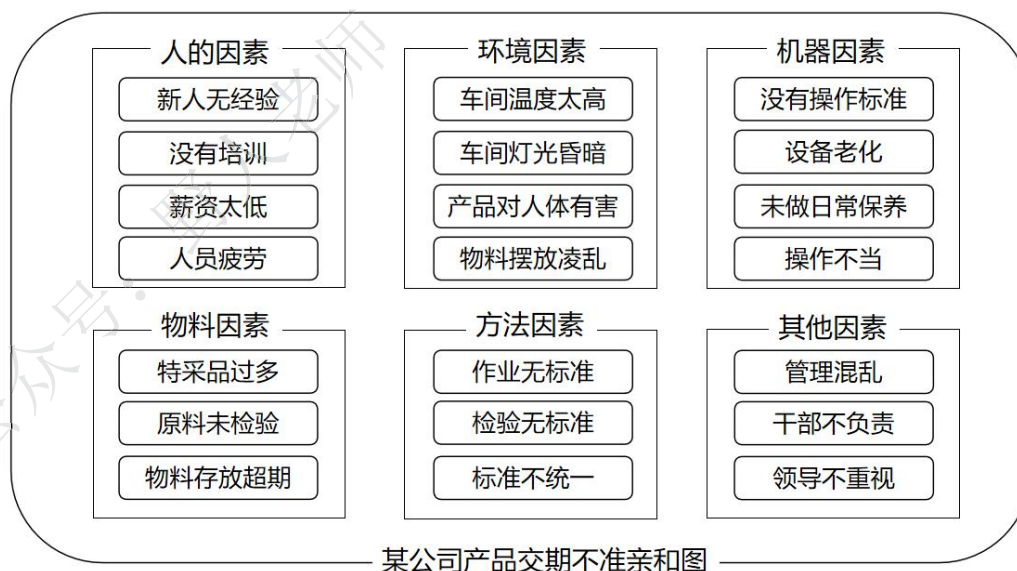 人的因素
新人无经验
没有培训
薪资太低
人员疲劳
环境因素
车间温度太高
车间灯光昏暗
产品对人体有害
物料摆放凌乱
机器因素
没有操作标准
设备老化
未做日常保养
操作不当
物料因素
特采品过多
原料未检验
物料存放超期
方法因素
作业无标准
检验无标准
标准不统一
其他因素
管理混乱
干部不负责
领导不重视
某公司产品交期不准亲和图
众号：野人老师